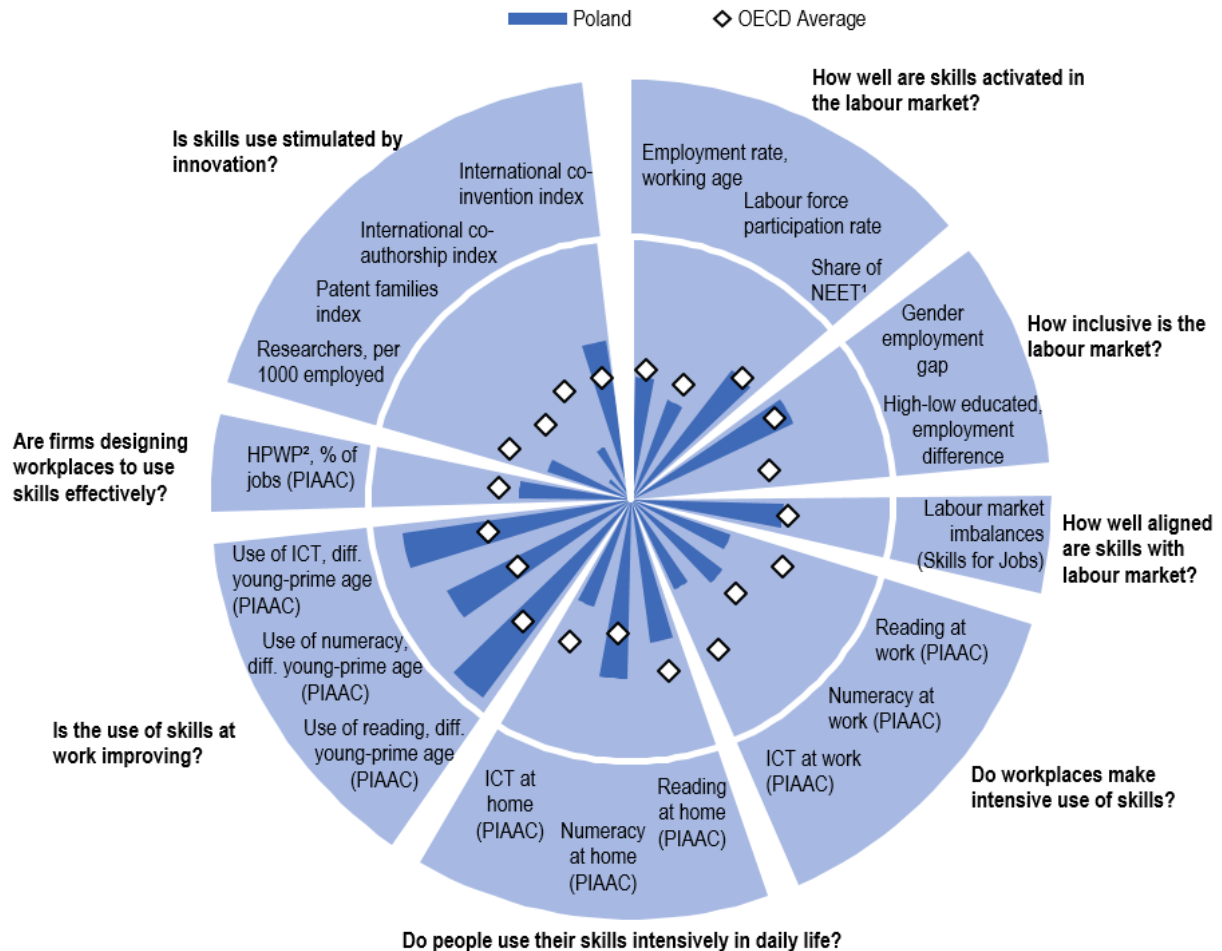 Poland
OECD Average
How well are skills activated in
the labour market?
Employment rate,
working age
Labour force
participation rate
Share of
NEET¹
How inclusive is the
labour market?
Gender
employment
gap
High-low educated,
employment
difference
How well aligned
are skills with
labour market?
Labour market
imbalances
(Skills for Jobs)
Do workplaces make
intensive use of skills?
Reading at
work (PIAAC)
Numeracy at
work (PIAAC)
ICT at work
(PIAAC)
Do people use their skills intensively in daily life?
Reading
at home
(PIAAC)
Numeracy
at home
(PIAAC)
ICT at
home
(PIAAC)
Is the use of skills at
work improving?
Use of reading, diff.
young-prime age
(PIAAC)
Use of numeracy,
diff. young-prime age
(PIAAC)
Use of ICT, diff.
young-prime age
(PIAAC)
Are firms designing
workplaces to use
skills effectively?
HPWP², % of
jobs (PIAAC)
Is skills use stimulated by
innovation?
Researchers, per
1000 employed
Patent families
index
International co-
authorship index
International co-
invention index